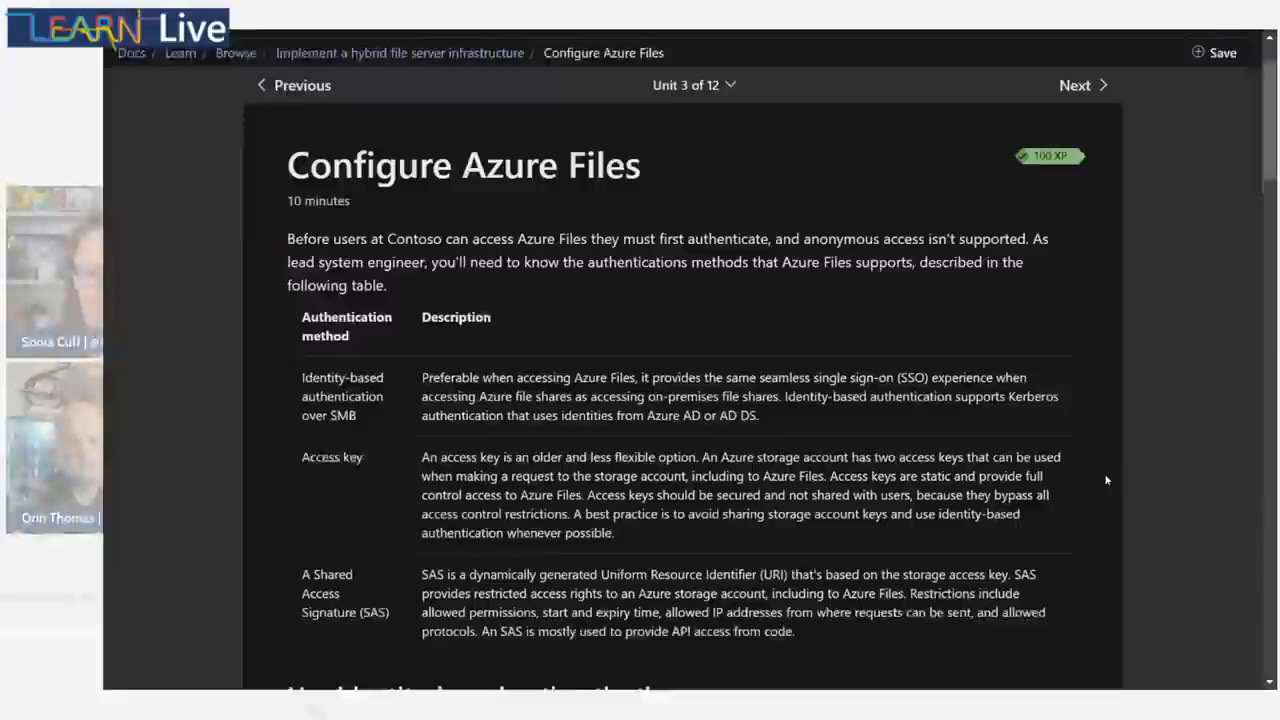 LEARN Live
Docs / Learn / Browse / Implement a hybrid file server infrastructure / Configure Azure Files
Save
Previous
Unit 3 of 12
Next
Configure Azure Files
100 XP
10 minutes
Before users at Contoso can access Azure Files they must first authenticate, and anonymous access isn't supported. As
lead system engineer, you'll need to know the authentications methods that Azure Files supports, described in the
following table.
Authentication
method
Description
Identity-based
authentication
over SMB
Preferable when accessing Azure Files, it provides the same seamless single sign-on (SSO) experience when
accessing Azure file shares as accessing on-premises file shares. Identity-based authentication supports Kerberos
authentication that uses identities from Azure AD or AD DS.
Access key
An access key is an older and less flexible option. An Azure storage account has two access keys that can be used
when making a request to the storage account, including to Azure Files. Access keys are static and provide full
control access to Azure Files. Access keys should be secured and not shared with users, because they bypass all
access control restrictions. A best practice is to avoid sharing storage account keys and use identity-based
authentication whenever possible.
A Shared
Access
Signature (SAS)
SAS is a dynamically generated Uniform Resource Identifier (URI) that's based on the storage access key. SAS
provides restricted access rights to an Azure storage account, including to Azure Files. Restrictions include
allowed permissions, start and expiry time, allowed IP addresses from where requests can be sent, and allowed
protocols. An SAS is mostly used to provide API access from code.
Sonia Cuff | @
Orin Thomas |